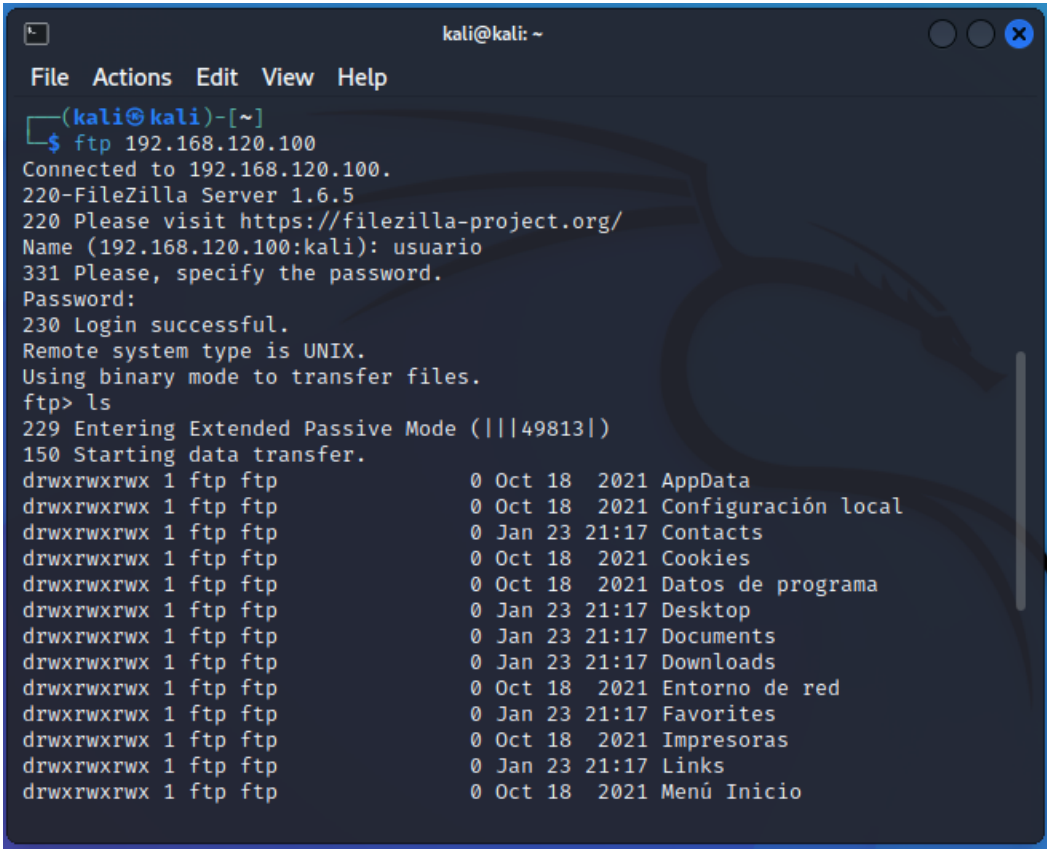 kali@kali: ~
File Actions Edit View Help
┌──(kali㉿kali)-[~]
└─$ ftp 192.168.120.100
Connected to 192.168.120.100.
220-FileZilla Server 1.6.5
220 Please visit https://filezilla-project.org/
Name (192.168.120.100:kali): usuario
331 Please, specify the password.
Password:
230 Login successful.
Remote system type is UNIX.
Using binary mode to transfer files.
ftp> ls
229 Entering Extended Passive Mode (|||49813|)
150 Starting data transfer.
drwxrwxrwx 1 ftp ftp               0 Oct 18  2021 AppData
drwxrwxrwx 1 ftp ftp               0 Oct 18  2021 Configuración local
drwxrwxrwx 1 ftp ftp               0 Jan 23 21:17 Contacts
drwxrwxrwx 1 ftp ftp               0 Oct 18  2021 Cookies
drwxrwxrwx 1 ftp ftp               0 Oct 18  2021 Datos de programa
drwxrwxrwx 1 ftp ftp               0 Jan 23 21:17 Desktop
drwxrwxrwx 1 ftp ftp               0 Jan 23 21:17 Documents
drwxrwxrwx 1 ftp ftp               0 Jan 23 21:17 Downloads
drwxrwxrwx 1 ftp ftp               0 Oct 18  2021 Entorno de red
drwxrwxrwx 1 ftp ftp               0 Jan 23 21:17 Favorites
drwxrwxrwx 1 ftp ftp               0 Oct 18  2021 Impresoras
drwxrwxrwx 1 ftp ftp               0 Jan 23 21:17 Links
drwxrwxrwx 1 ftp ftp               0 Oct 18  2021 Menú Inicio